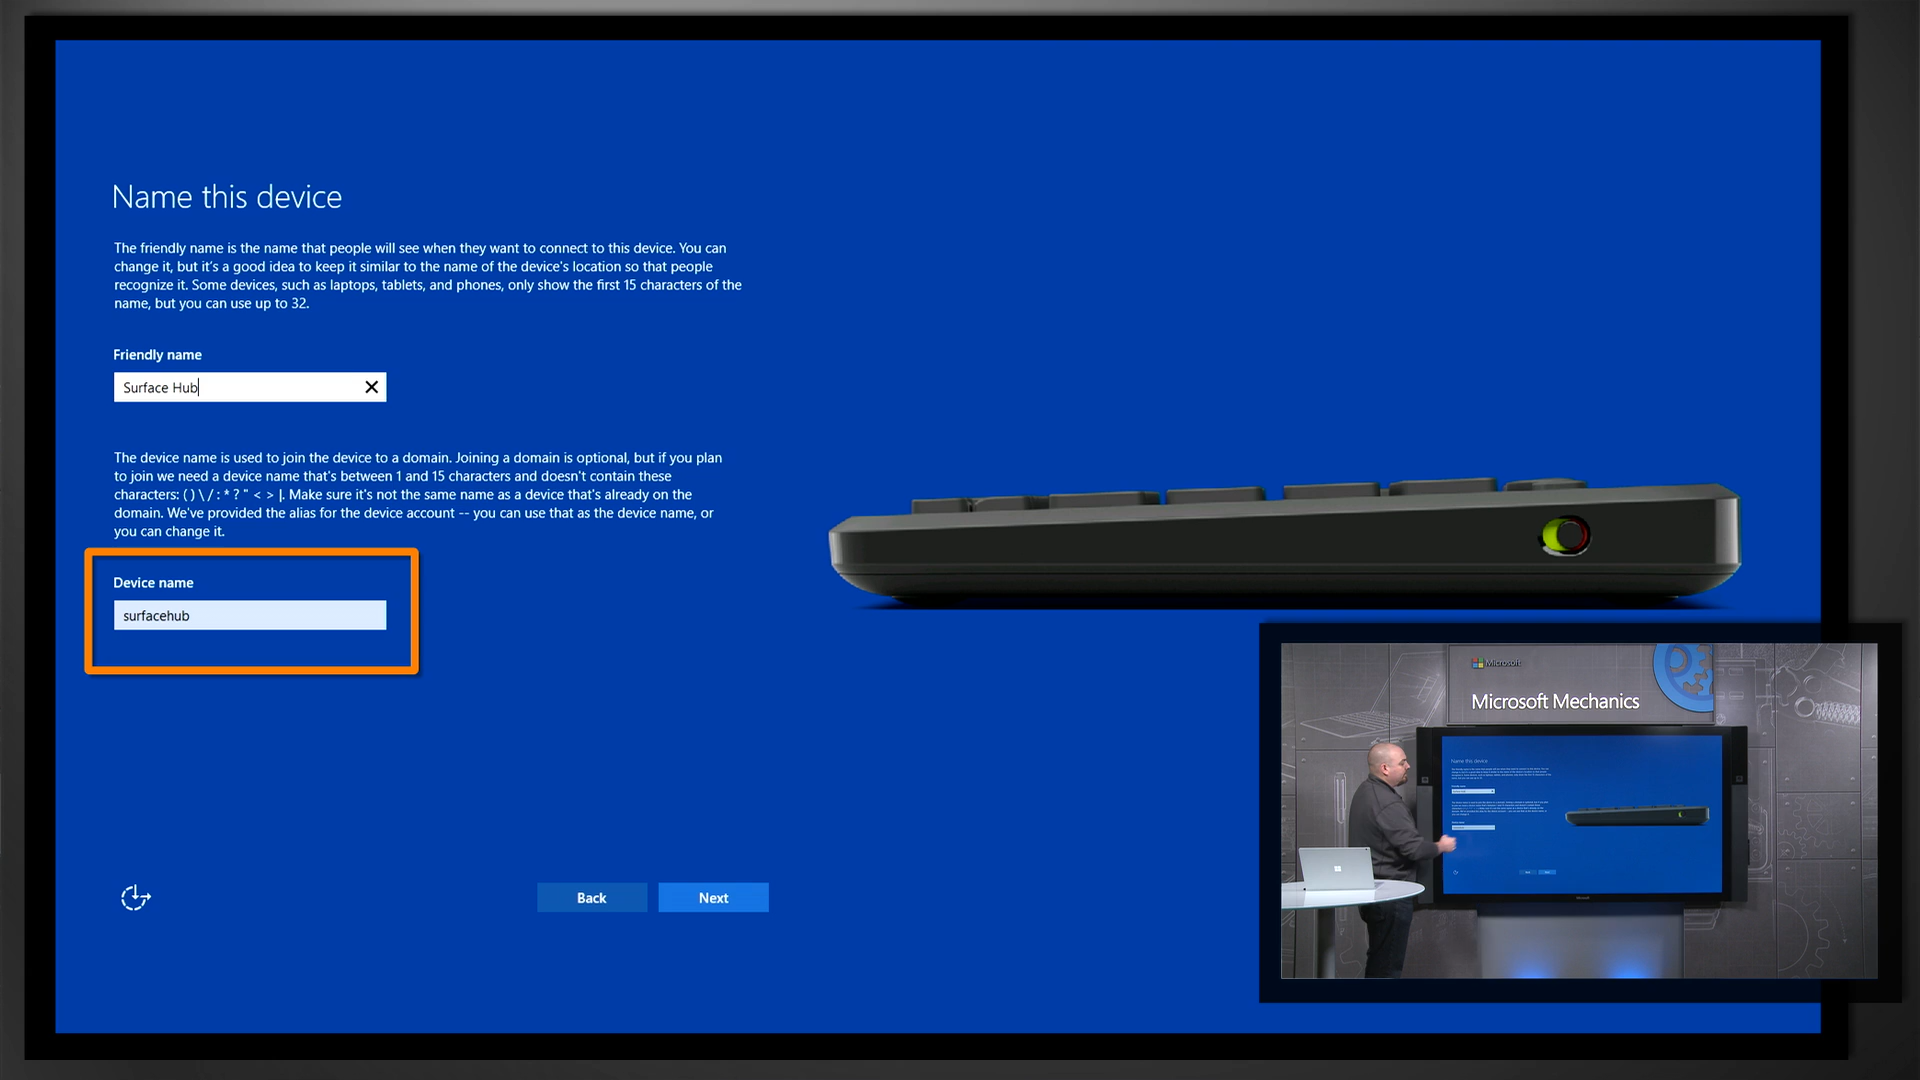 Name this device
The friendly name is the name that people will see when they want to connect to this device. You can
change it, but it's a good idea to keep it similar to the name of the device's location so that people
recognize it. Some devices, such as laptops, tablets, and phones, only show the first 15 characters of the
name, but you can use up to 32.
Friendly name
Surface Hub
The device name is used to join the device to a domain. Joining a domain is optional, but if you plan
to join we need a device name that's between 1 and 15 characters and doesn't contain these
characters: ( ) \ / : * ? " < > |. Make sure it's not the same name as a device that's already on the
domain. We've provided the alias for the device account -- you can use that as the device name, or
you can change it.
Device name
surfacehub
Back
Next
Microsoft
Microsoft Mechanics
Name this device